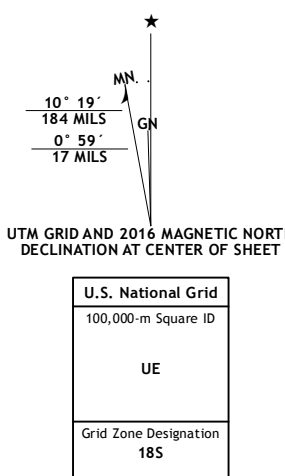 ★
MN
10° 19´
184 MILS
GN
0° 59´
17 MILS
UTM GRID AND 2016 MAGNETIC NORT
DECLINATION AT CENTER OF SHEET
U.S. National Grid
100,000-m Square ID
UE
Grid Zone Designation
18S